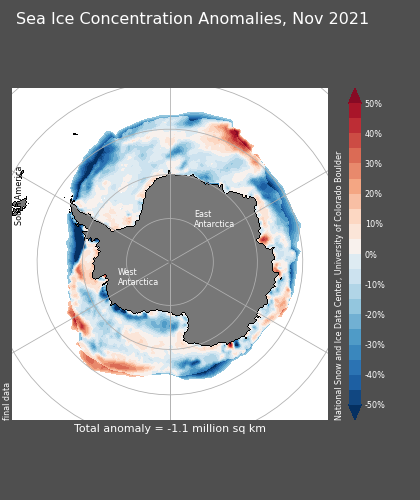 Sea Ice Concentration Anomalies, Nov 2021
South America
East
Antarctica
West
Antarctica
50%
40%
30%
20%
10%
0%
-10%
-20%
-30%
-40%
-50%
National Snow and Ice Data Center, University of Colorado Boulder
final data
Total anomaly = -1.1 million sq km